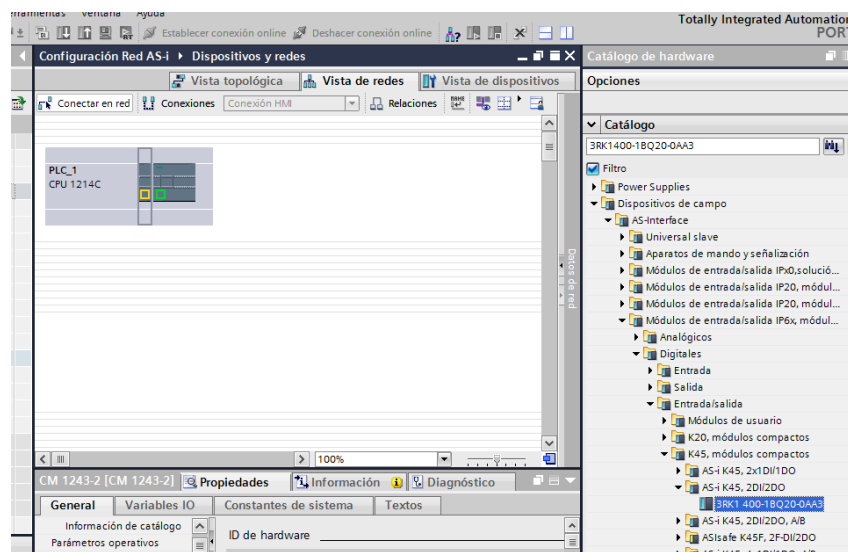 Herramientas Ventana Ayuda
Totally Integrated Automation
PORT
Establecer conexión online Deshacer conexión online
Configuración Red AS-i Dispositivos y redes
Catálogo de hardware
Vista topológica Vista de redes Vista de dispositivos
Opciones
Conectar en red Conexiones Conexión HMI Relaciones
Catálogo
3RK1400-1BQ20-0AA3
Filtro
PLC_1
CPU 1214C
Power Supplies
Dispositivos de campo
AS-Interface
Universal slave
Aparatos de mando y señalización
Módulos de entrada/salida IPx0,solució...
Módulos de entrada/salida IP20, módul...
Módulos de entrada/salida IP20, módul...
Módulos de entrada/salida IP6x, módul...
Analógicos
Digitales
Entrada
Salida
Entrada/salida
Módulos de usuario
K20, módulos compactos
K45, módulos compactos
AS-i K45, 2x1DI/1DO
AS-i K45, 2DI/2DO
3RK1 400-1BQ20-0AA3
AS-i K45, 2DI/2DO, A/B
ASIsafe K45F, 2F-DI/2DO
Datos de red
100%
CM 1243-2 [CM 1243-2] Propiedades Información Diagnóstico
General Variables IO Constantes de sistema Textos
Información de catálogo
Parámetros operativos
ID de hardware